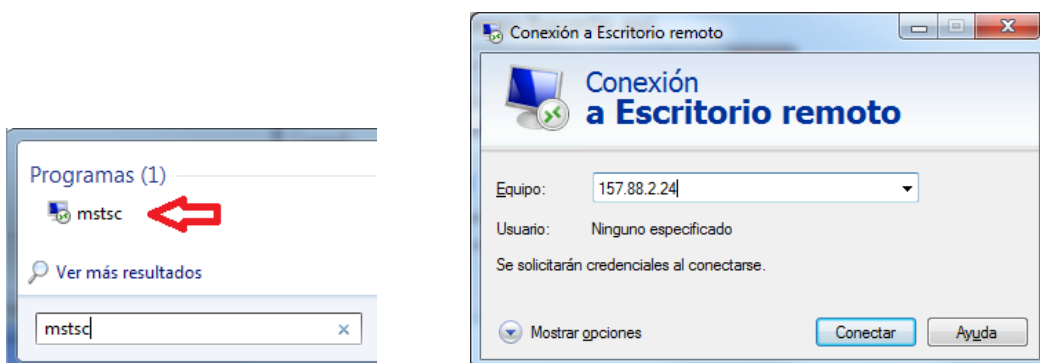 Programas (1)
mstsc
Ver más resultados
mstsc
Conexión a Escritorio remoto
Conexión
a Escritorio remoto
Equipo: 157.88.2.24
Usuario: Ninguno especificado
Se solicitarán credenciales al conectarse.
Mostrar opciones Conectar Ayuda